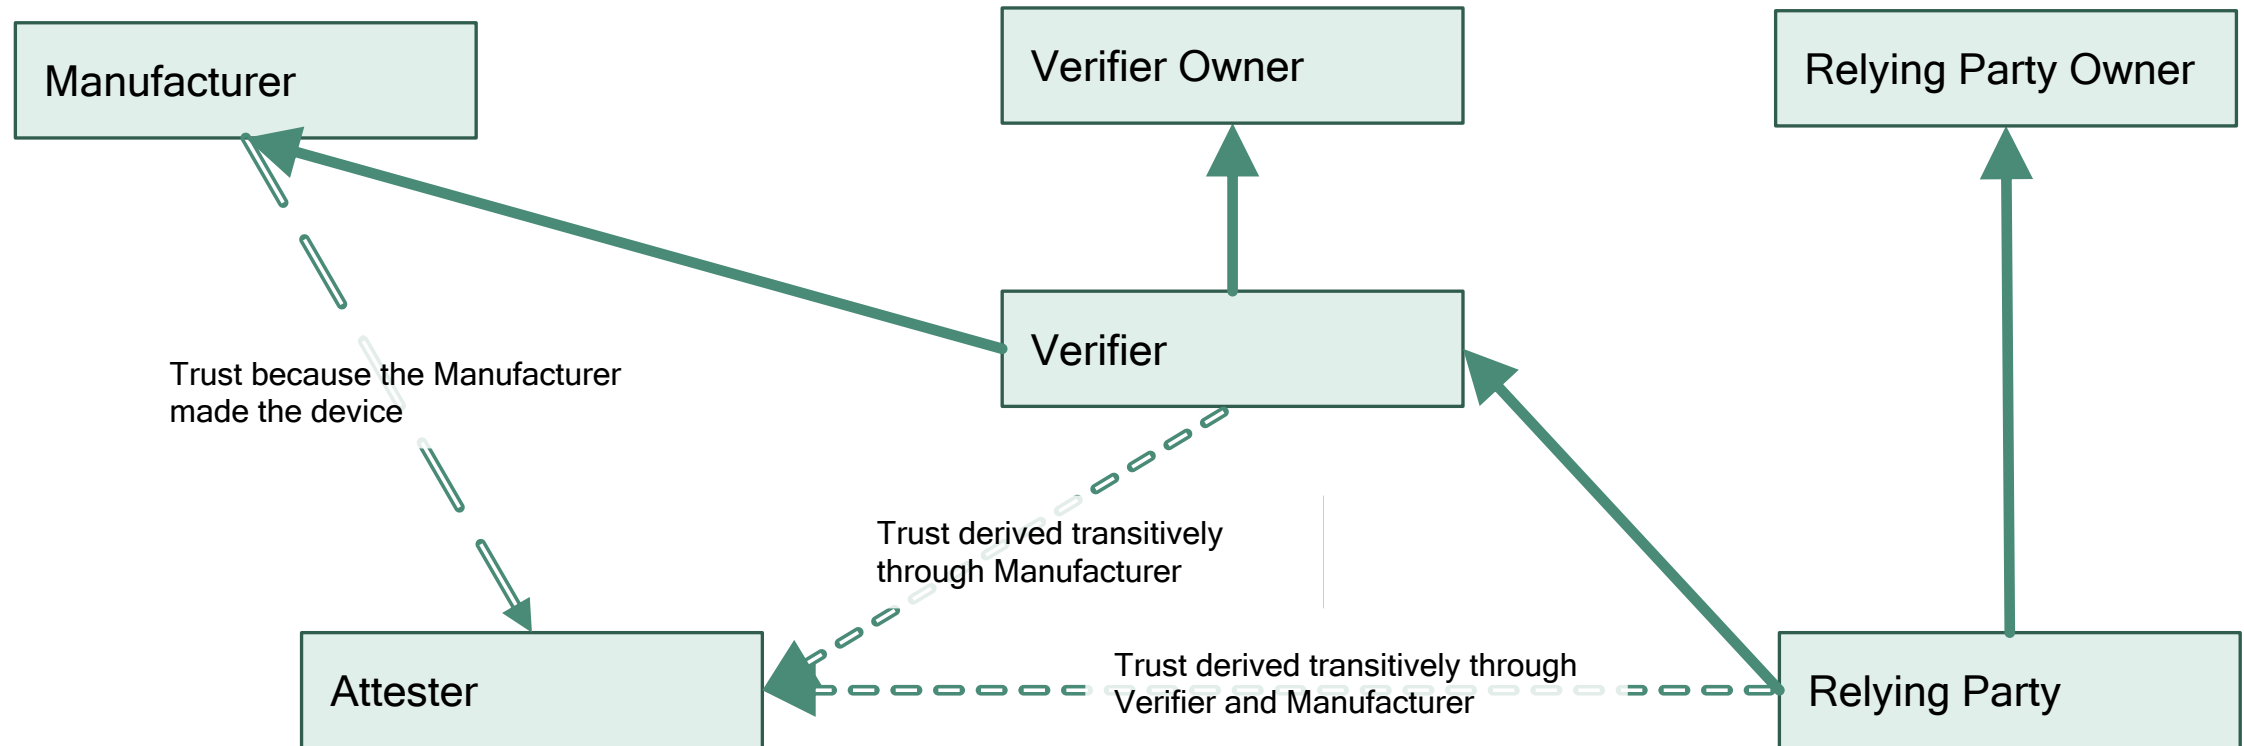 Manufacturer
Verifier Owner
Relying Party Owner
Verifier
Trust because the Manufacturer
made the device
Trust derived transitively
through Manufacturer
Trust derived transitively through
Verifier and Manufacturer
Attester
Relying Party